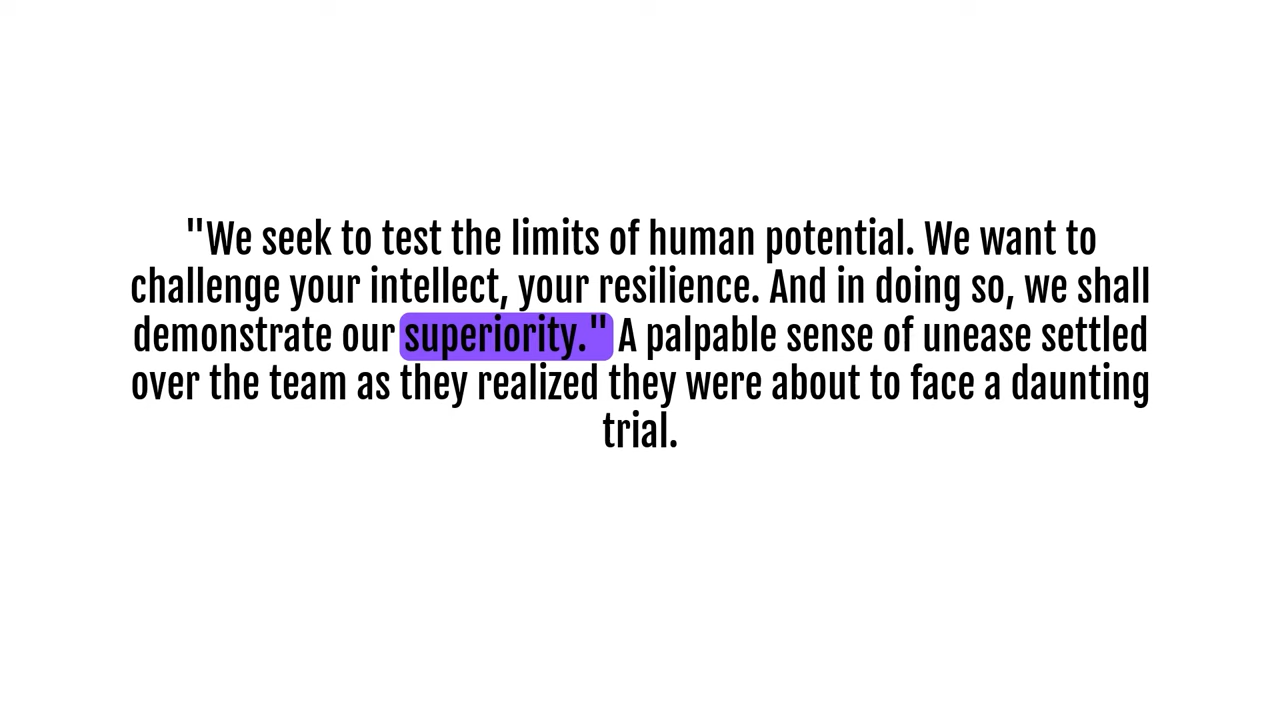 "We seek to test the limits of human potential. We want to
challenge your intellect, your resilience. And in doing so, we shall
demonstrate our superiority." A palpable sense of unease settled
over the team as they realized they were about to face a daunting
trial.